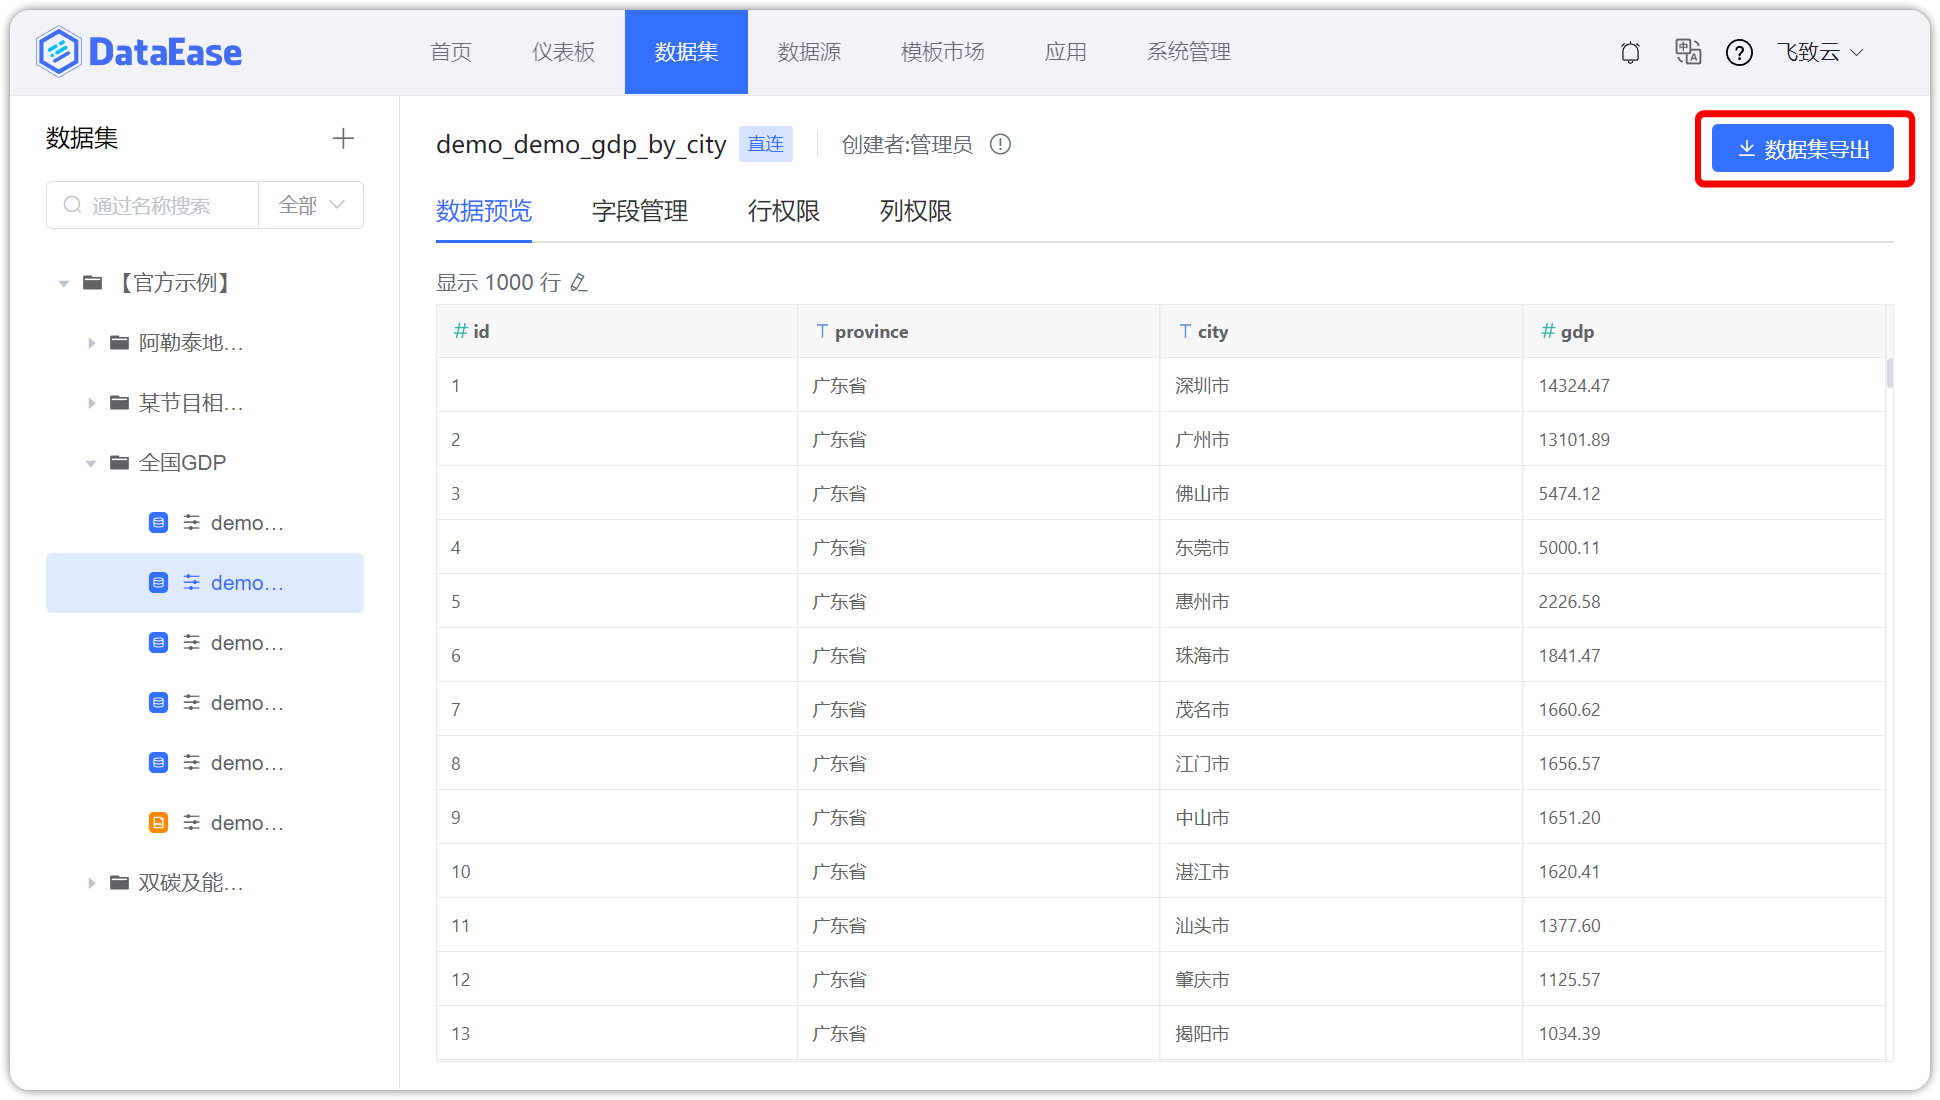 DataEase
首页 仪表板 数据集 数据源 模板市场 应用 系统管理 飞致云
数据集
通过名称搜索 全部
【官方示例】
阿勒泰地...
某节目相...
全国GDP
demo...
demo...
demo...
demo...
demo...
demo...
双碳及能...
demo_demo_gdp_by_city 直连 创建者:管理员
数据集导出
数据预览 字段管理 行权限 列权限
显示 1000 行
# id T province T city # gdp
1 广东省 深圳市 14324.47
2 广东省 广州市 13101.89
3 广东省 佛山市 5474.12
4 广东省 东莞市 5000.11
5 广东省 惠州市 2226.58
6 广东省 珠海市 1841.47
7 广东省 茂名市 1660.62
8 广东省 江门市 1656.57
9 广东省 中山市 1651.20
10 广东省 湛江市 1620.41
11 广东省 汕头市 1377.60
12 广东省 肇庆市 1125.57
13 广东省 揭阳市 1034.39